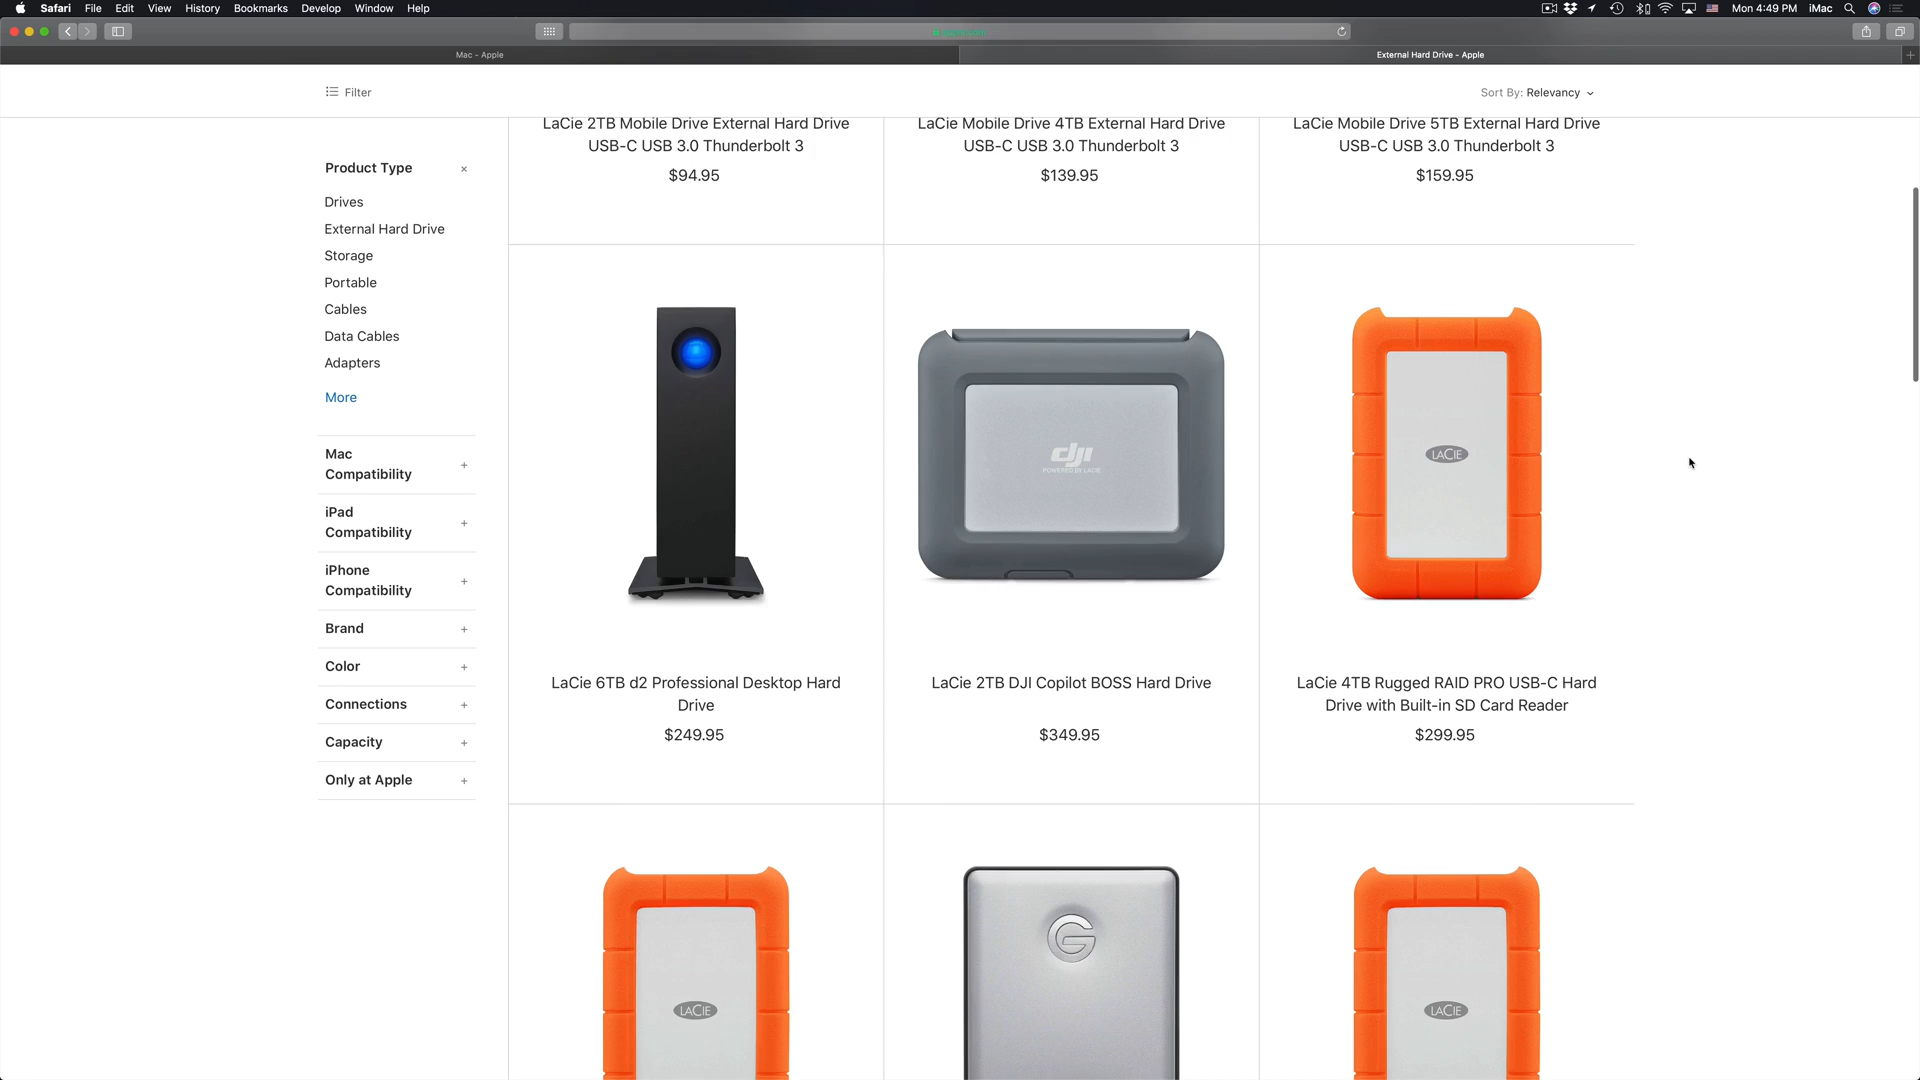 Safari File Edit View History Bookmarks Develop Window Help
Mon 4:49 PM iMac
Mac - Apple
External Hard Drive - Apple
Filter
Sort By: Relevancy
LaCie 2TB Mobile Drive External Hard Drive
USB-C USB 3.0 Thunderbolt 3
$94.95
LaCie Mobile Drive 4TB External Hard Drive
USB-C USB 3.0 Thunderbolt 3
$139.95
LaCie Mobile Drive 5TB External Hard Drive
USB-C USB 3.0 Thunderbolt 3
$159.95
Product Type
Drives
External Hard Drive
Storage
Portable
Cables
Data Cables
Adapters
More
Mac
Compatibility
iPad
Compatibility
iPhone
Compatibility
Brand
Color
Connections
Capacity
Only at Apple
dji
POWERED BY LACIE
LACIE
LaCie 6TB d2 Professional Desktop Hard
Drive
$249.95
LaCie 2TB DJI Copilot BOSS Hard Drive
$349.95
LaCie 4TB Rugged RAID PRO USB-C Hard
Drive with Built-in SD Card Reader
$299.95
LACIE
G
LACIE